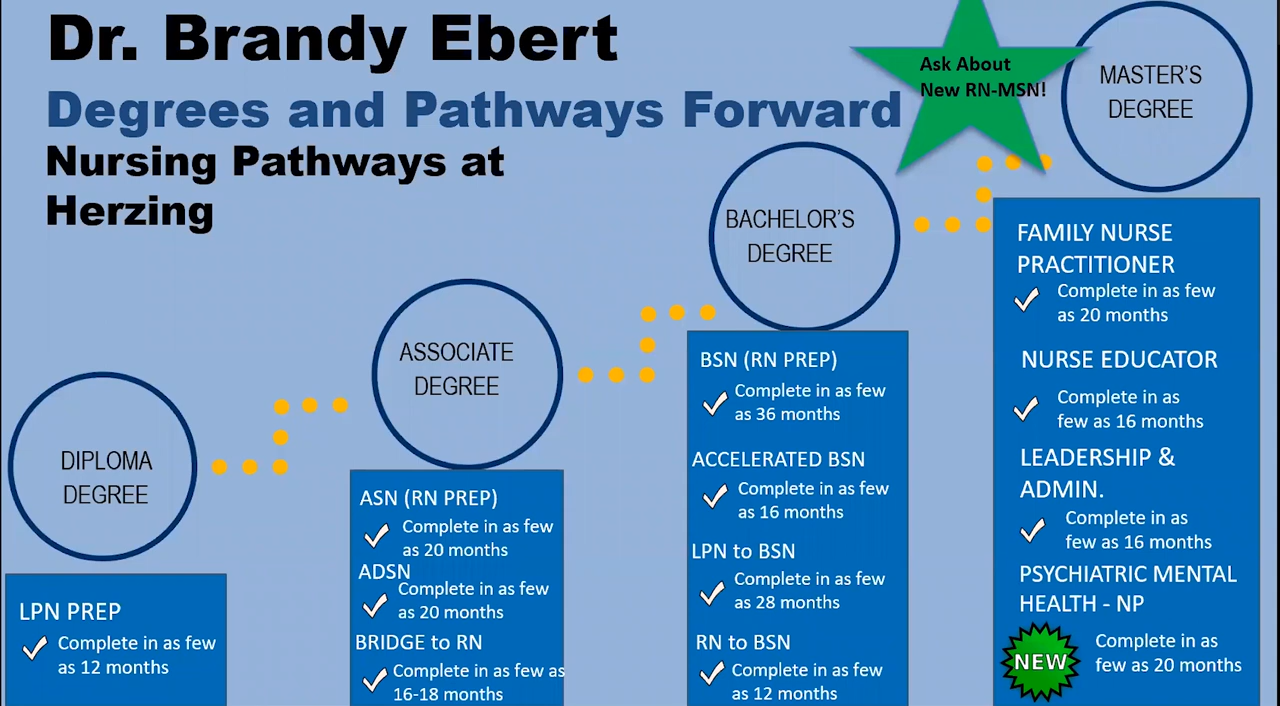 Dr. Brandy Ebert
Degrees and Pathways Forward
Nursing Pathways at
Herzing
Ask About
New RN-MSN!
DIPLOMA
DEGREE
LPN PREP
Complete in as few
as 12 months
ASSOCIATE
DEGREE
ASN (RN PREP)
Complete in as few
as 20 months
ADSN
Complete in as few
as 20 months
BRIDGE to RN
Complete in as few as
16-18 months
BACHELOR'S
DEGREE
BSN (RN PREP)
Complete in as few
as 36 months
ACCELERATED BSN
Complete in as few
as 16 months
LPN to BSN
Complete in as few
as 28 months
RN to BSN
Complete in as few
as 12 months
MASTER'S
DEGREE
FAMILY NURSE
PRACTITIONER
Complete in as few
as 20 months
NURSE EDUCATOR
Complete in as
few as 16 months
LEADERSHIP &
ADMIN.
Complete in as
few as 16 months
PSYCHIATRIC MENTAL
HEALTH - NP
NEW
Complete in as
few as 20 months